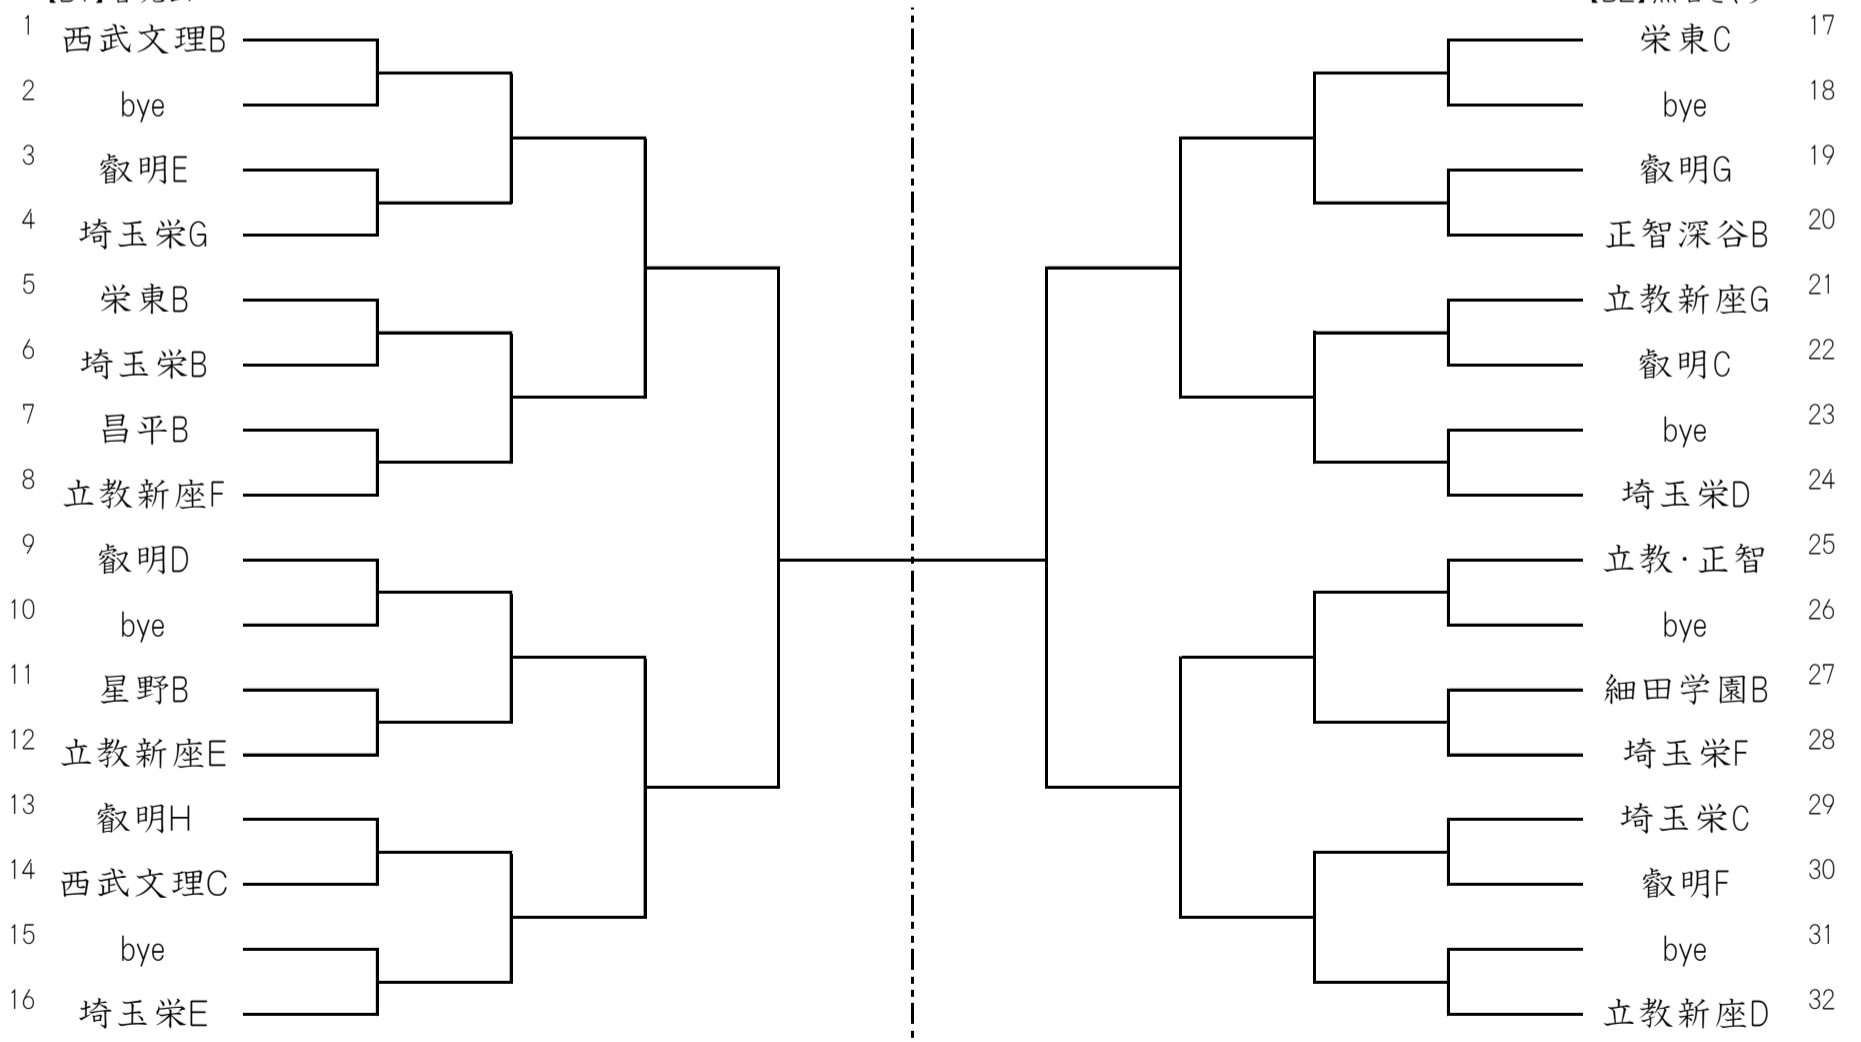 1 西武文理B
2 bye
3 叡明E
4 埼玉栄G
5 栄東B
6 埼玉栄B
7 昌平B
8 立教新座F
9 叡明D
10 bye
11 星野B
12 立教新座E
13 叡明H
14 西武文理C
15 bye
16 埼玉栄E
栄東C 17
bye 18
叡明G 19
正智深谷B 20
立教新座G 21
叡明C 22
bye 23
埼玉栄D 24
立教·正智 25
bye 26
細田学園B 27
埼玉栄F 28
埼玉栄C 29
叡明F 30
bye 31
立教新座D 32